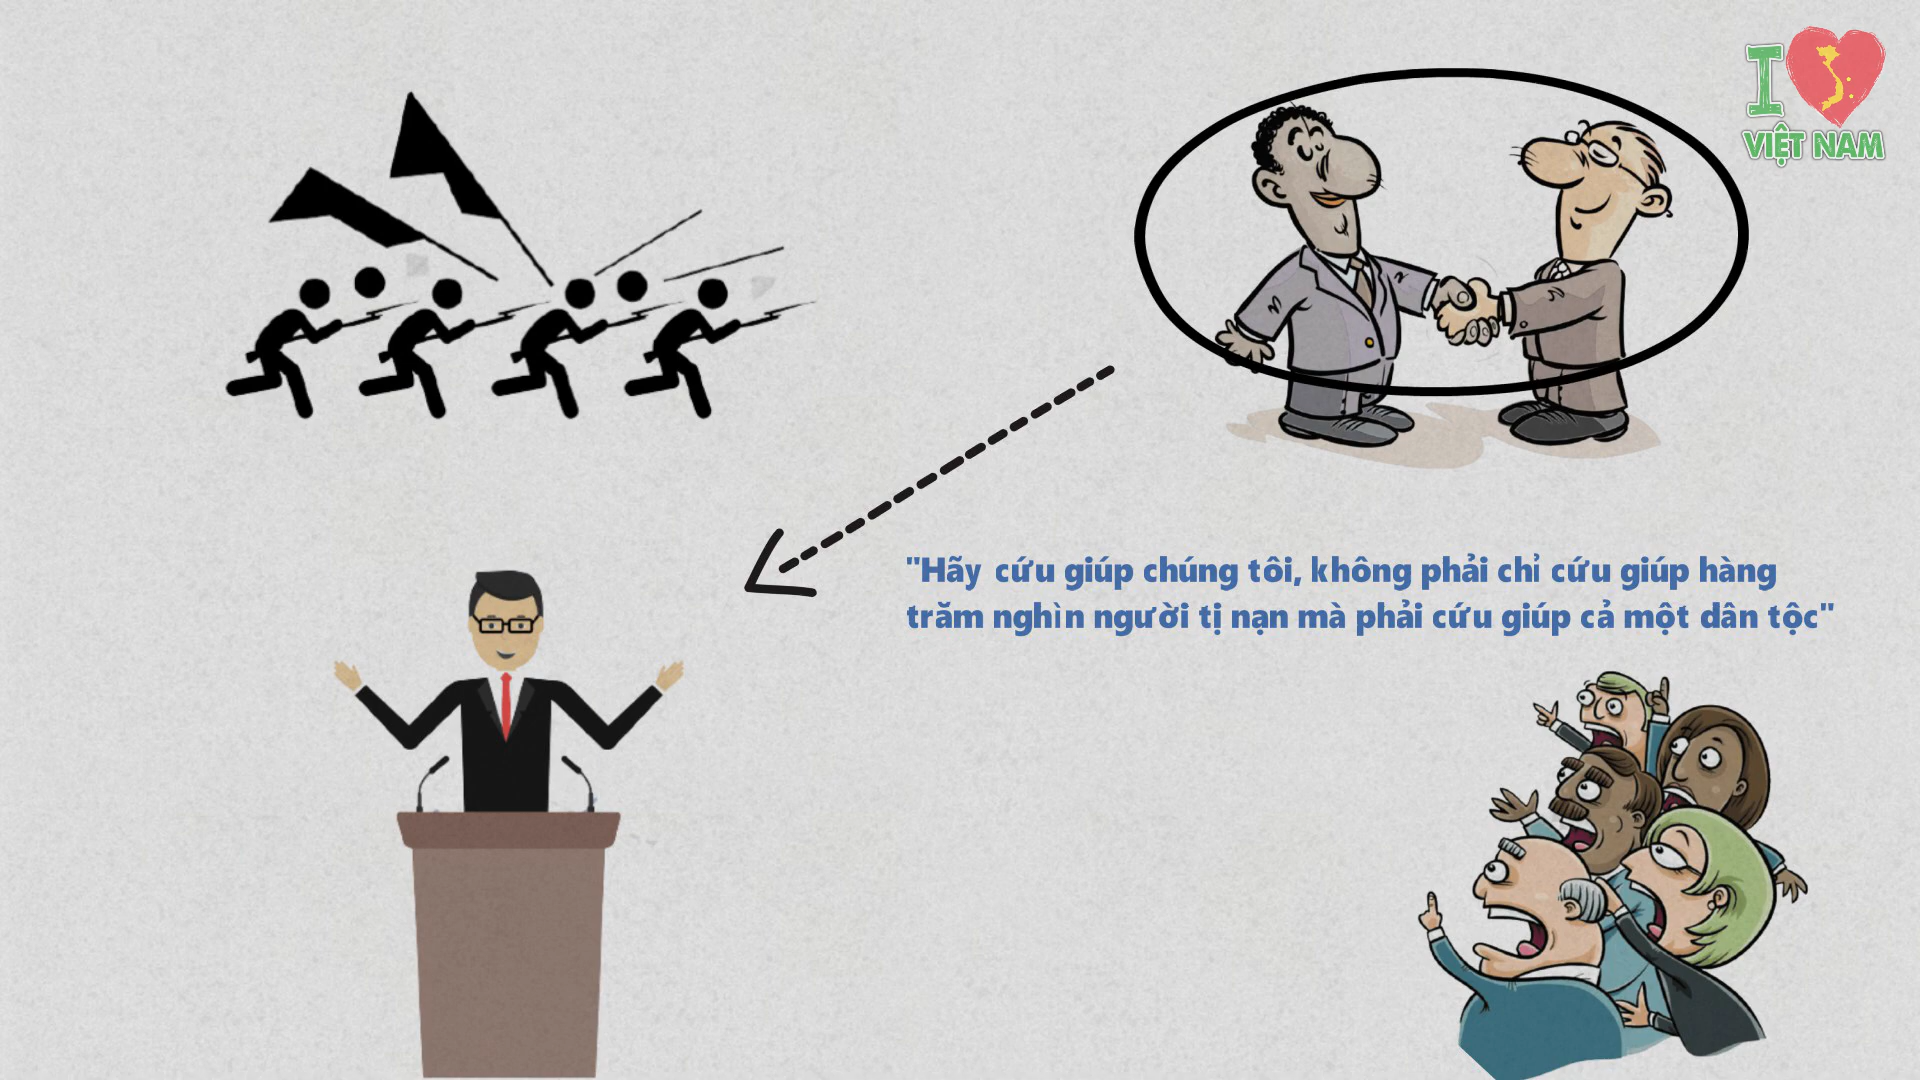 I
VIỆT NAM
"Hãy cứu giúp chúng tôi, không phải chỉ cứu giúp hàng
trăm nghìn người tị nạn mà phải cứu giúp cả một dân tộc"